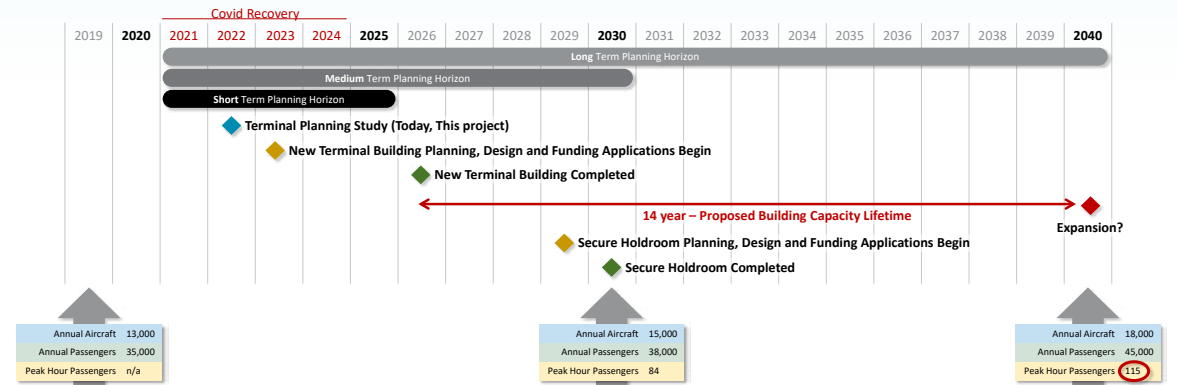 Covid Recovery
2019 2020 2021 2022 2023 2024 2025 2026 2027 2028 2029 2030 2031 2032 2033 2034 2035 2036 2037 2038 2039 2040
Long Term Planning Horizon
Medium Term Planning Horizon
Short Term Planning Horizon
Terminal Planning Study (Today, This project)
New Terminal Building Planning, Design and Funding Applications Begin
New Terminal Building Completed
14 year – Proposed Building Capacity Lifetime
Expansion?
Secure Holdroom Planning, Design and Funding Applications Begin
Secure Holdroom Completed
Annual Aircraft 13,000
Annual Passengers 35,000
Peak Hour Passengers n/a
Annual Aircraft 15,000
Annual Passengers 38,000
Peak Hour Passengers 84
Annual Aircraft 18,000
Annual Passengers 45,000
Peak Hour Passengers 115